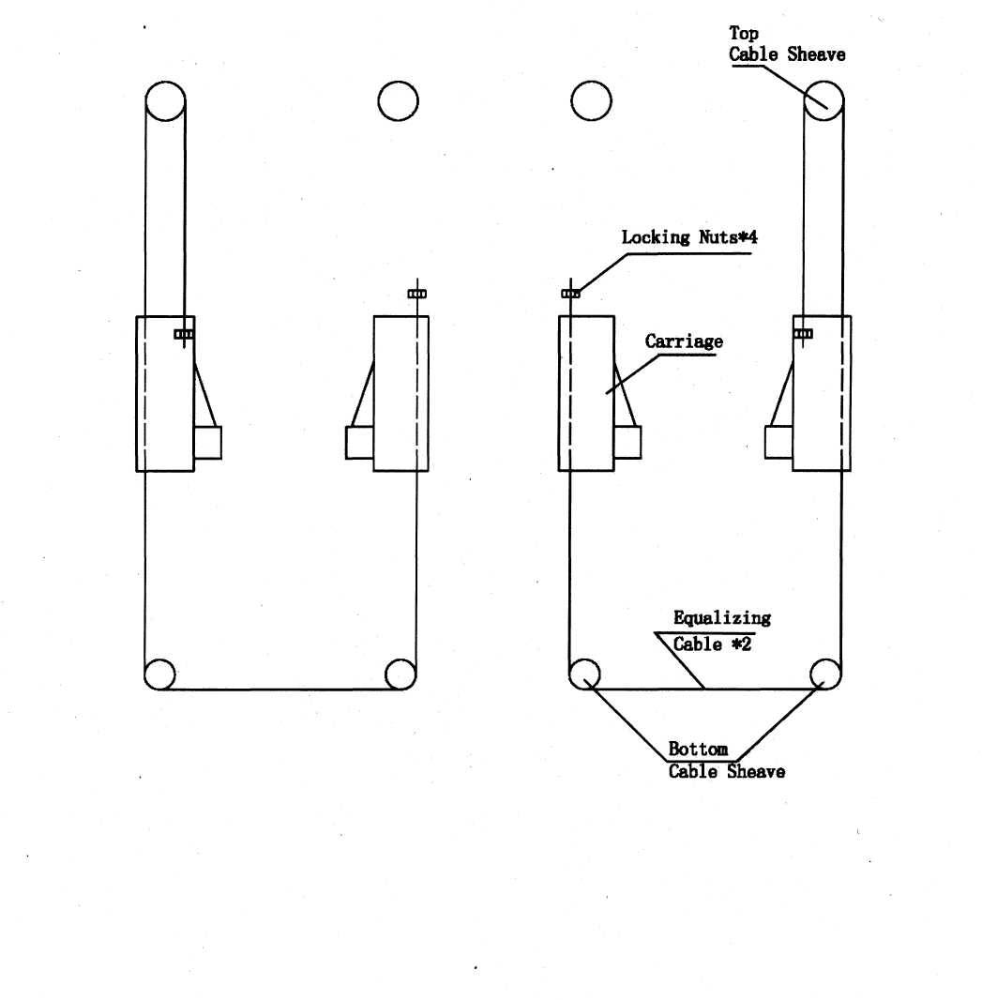 Top
Cable Sheave
Locking Nuts*4
Carriage
Equalizing
Cable *2
Bottom
Cable Sheave